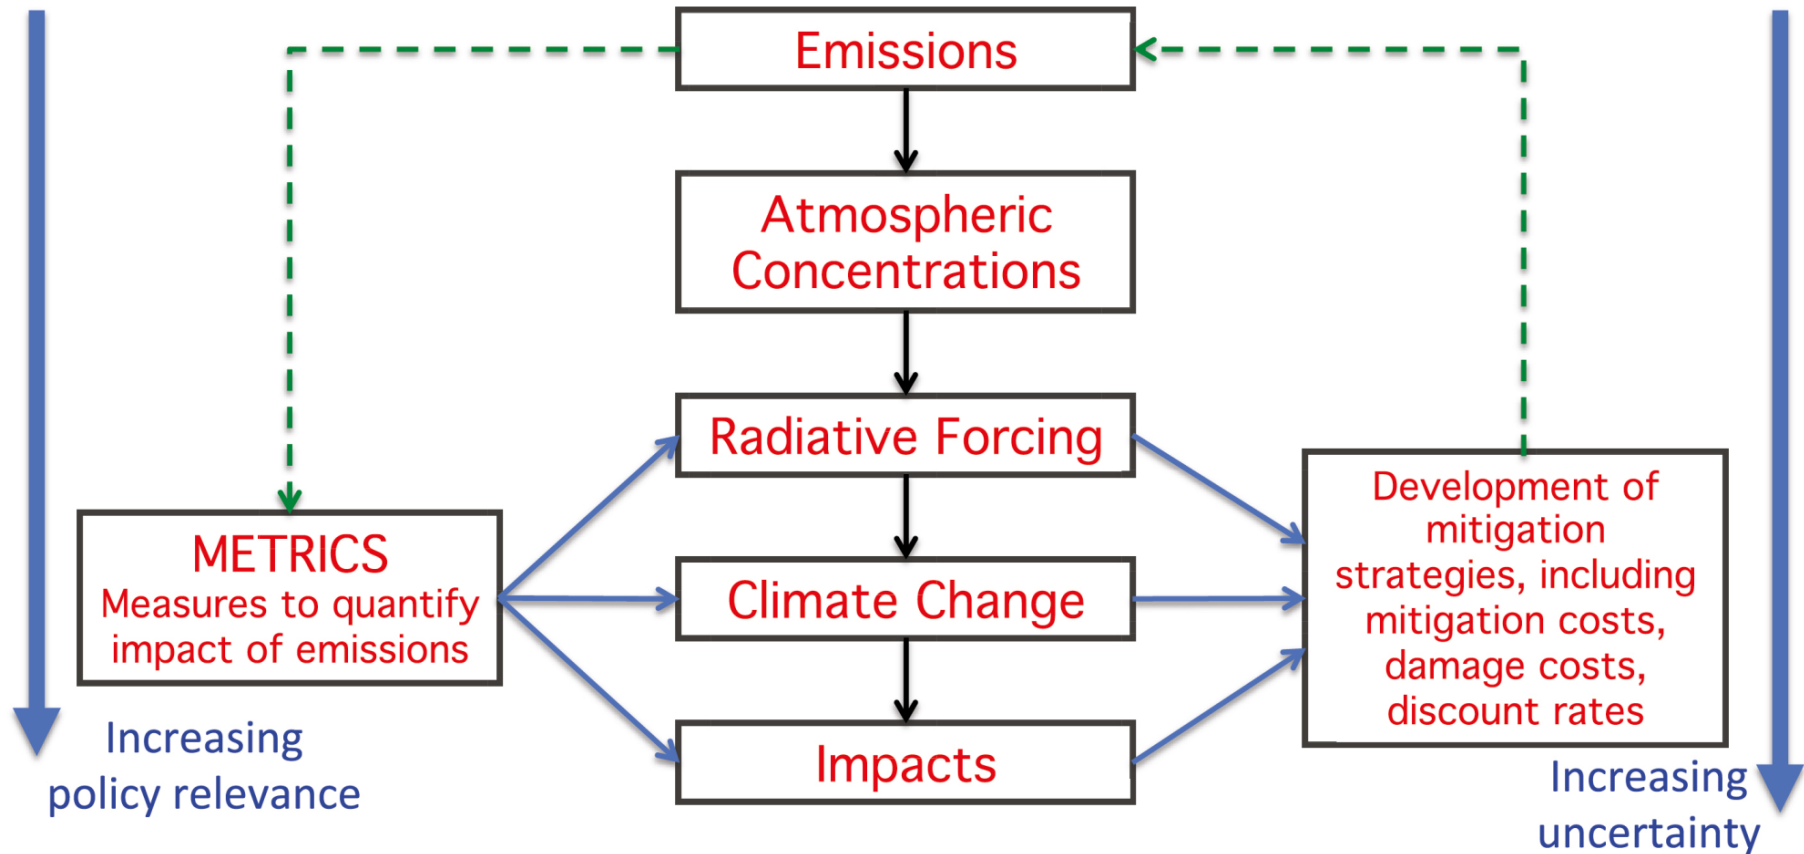 Emissions
Atmospheric
Concentrations
Radiative Forcing
Climate Change
Impacts
METRICS
Measures to quantify
impact of emissions
Development of
mitigation
strategies, including
mitigation costs,
damage costs,
discount rates
Increasing
policy relevance
Increasing
uncertainty